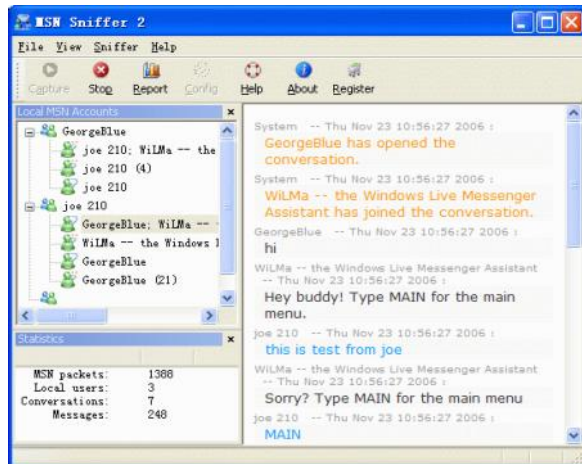 MSN Sniffer 2
File View Sniffer Help
Capture Stop Report Config Help About Register
Local MSN Accounts
GeorgeBlue
joe 210; WiLMa -- the
joe 210 (4)
joe 210
joe 210
GeorgeBlue; WiLMa --
WiLMa -- the Windows
GeorgeBlue
GeorgeBlue (21)
Statistics
MSN packets: 1388
Local users: 3
Conversations: 7
Messages: 248
System -- Thu Nov 23 10:56:27 2006 :
GeorgeBlue has opened the
conversation.
System -- Thu Nov 23 10:56:27 2006 :
WiLMa -- the Windows Live Messenger
Assistant has joined the conversation.
GeorgeBlue -- Thu Nov 23 10:56:27 2006 :
hi
WiLMa -- the Windows Live Messenger Assistant
-- Thu Nov 23 10:56:27 2006 :
Hey buddy! Type MAIN for the main
menu.
joe 210 -- Thu Nov 23 10:56:27 2006 :
this is test from joe
WiLMa -- the Windows Live Messenger Assistant
-- Thu Nov 23 10:56:27 2006 :
Sorry? Type MAIN for the main menu
joe 210 -- Thu Nov 23 10:56:27 2006 :
MAIN